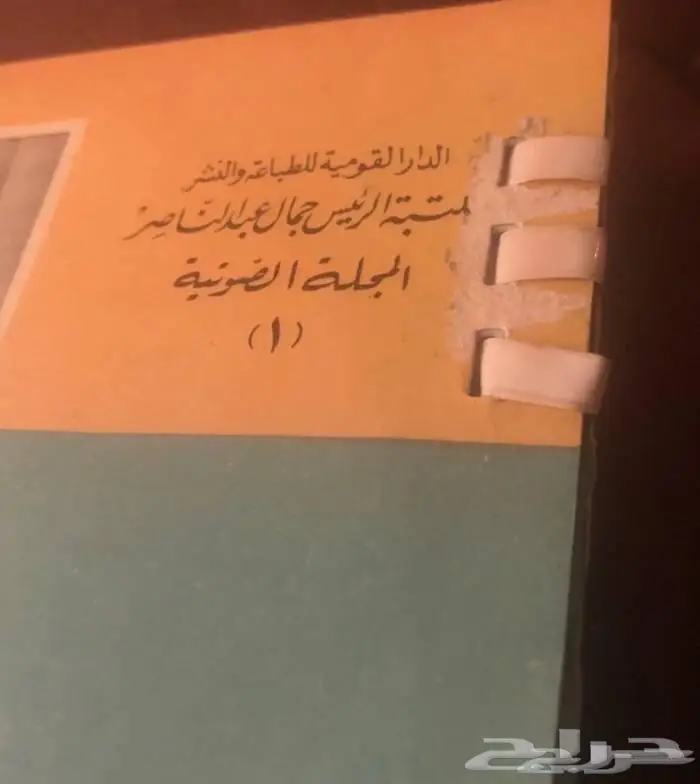 الدار القومية للطباعة والنشر
مكتبة الرئيس جمال عبد الناصر
المجلة الصوتية
(١)
حراج